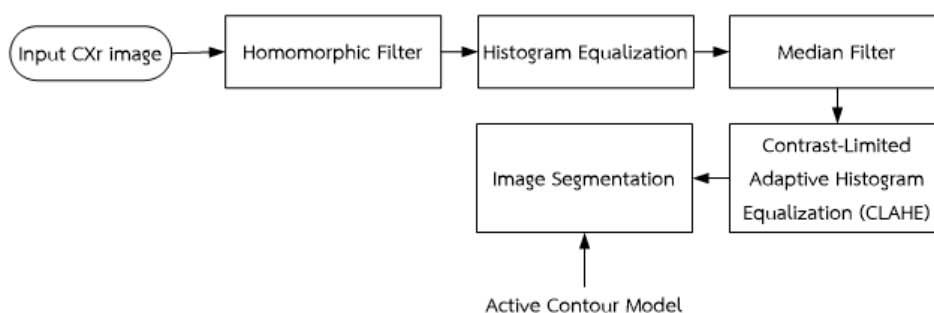 Input CXr image
Homomorphic Filter
Histogram Equalization
Median Filter
Contrast-Limited
Adaptive Histogram
Equalization (CLAHE)
Image Segmentation
Active Contour Model